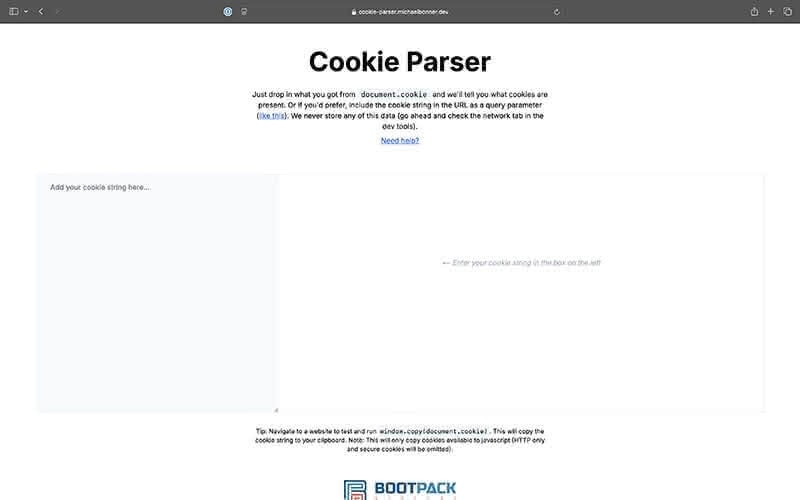 cookie-parser.michaelbonner.dev
Cookie Parser
Just drop in what you got from document.cookie and we'll tell you what cookies are
present. Or if you'd prefer, include the cookie string in the URL as a query parameter
(like this). We never store any of this data (go ahead and check the network tab in the
dev tools).
Need help?
Add your cookie string here...
← Enter your cookie string in the box on the left
Tip: Navigate to a website to test and run window.copy(document.cookie). This will copy the
cookie string to your clipboard. Note: This will only copy cookies available to javascript (HTTP only
and secure cookies will be omitted).
BOOTPACK